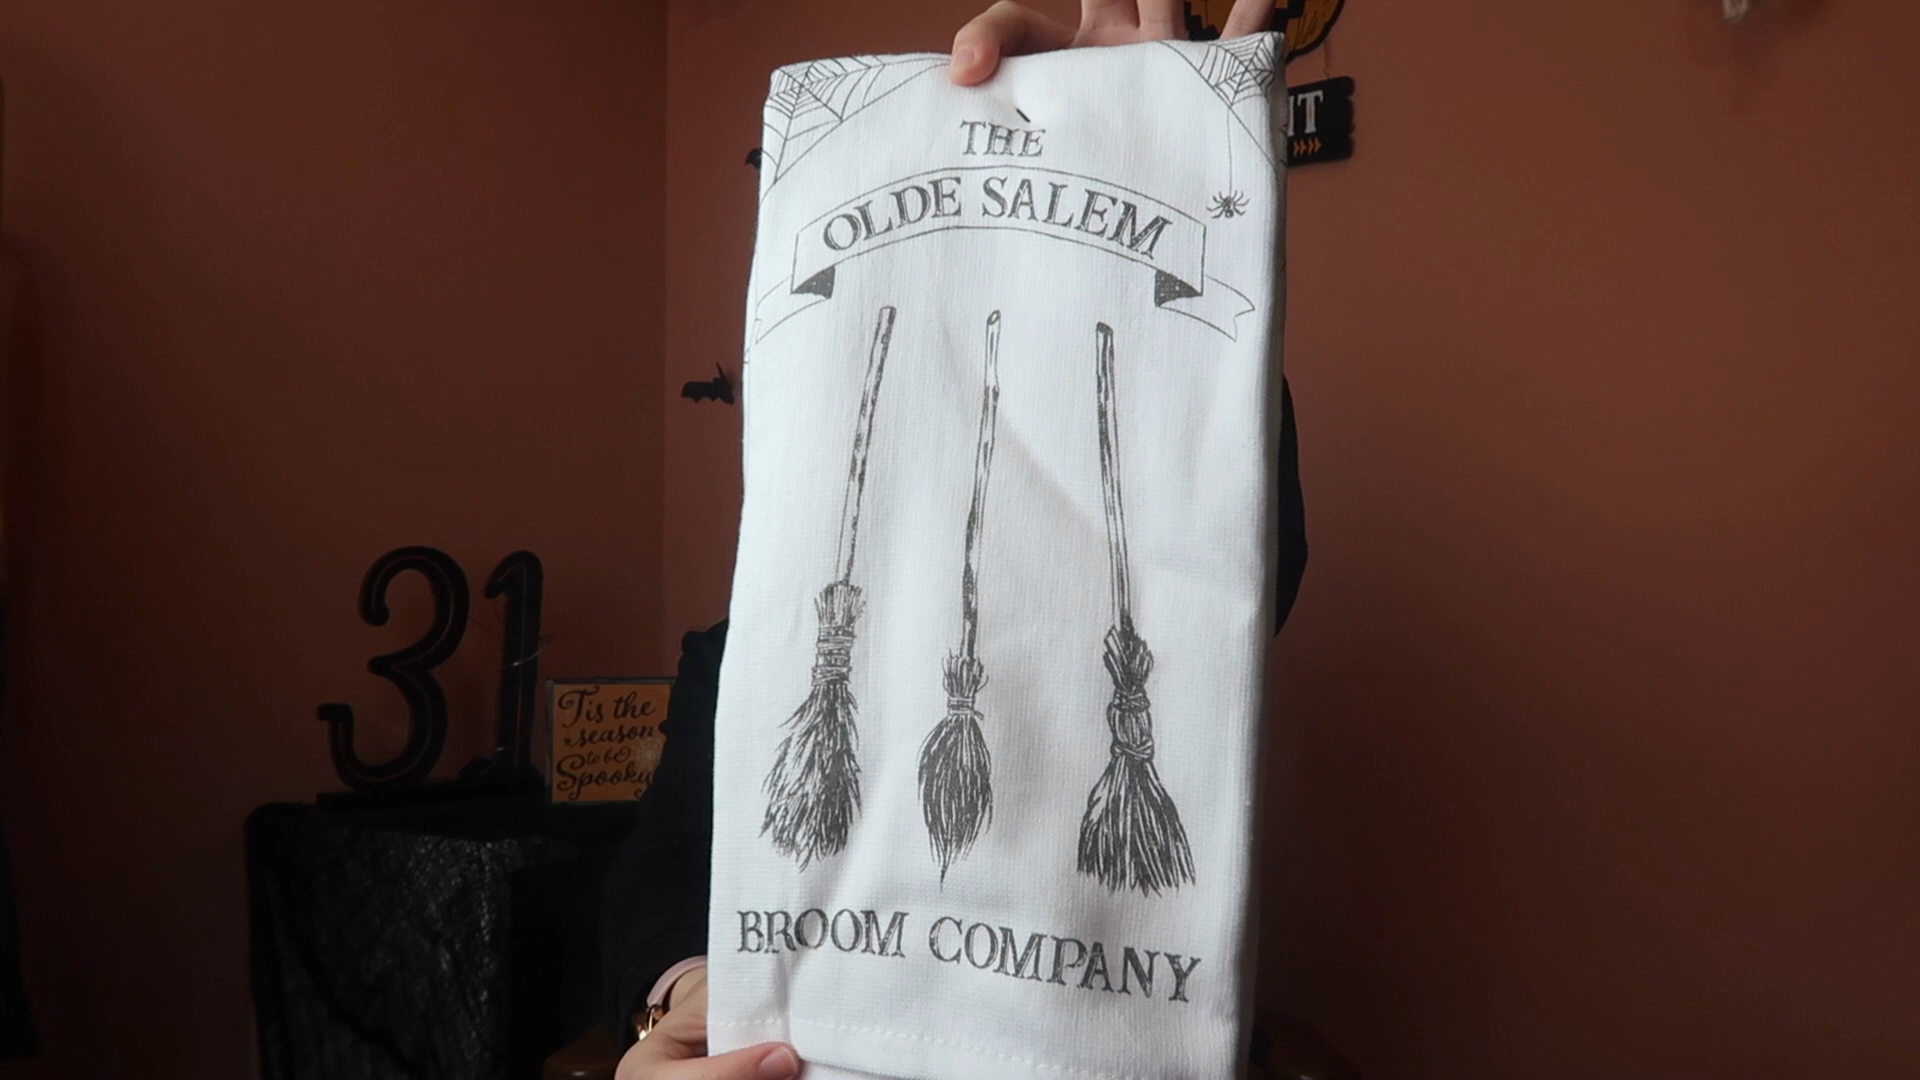 THE
OLDE SALEM
BROOM COMPANY
31
Tis the
season
to be
Spooky
IT